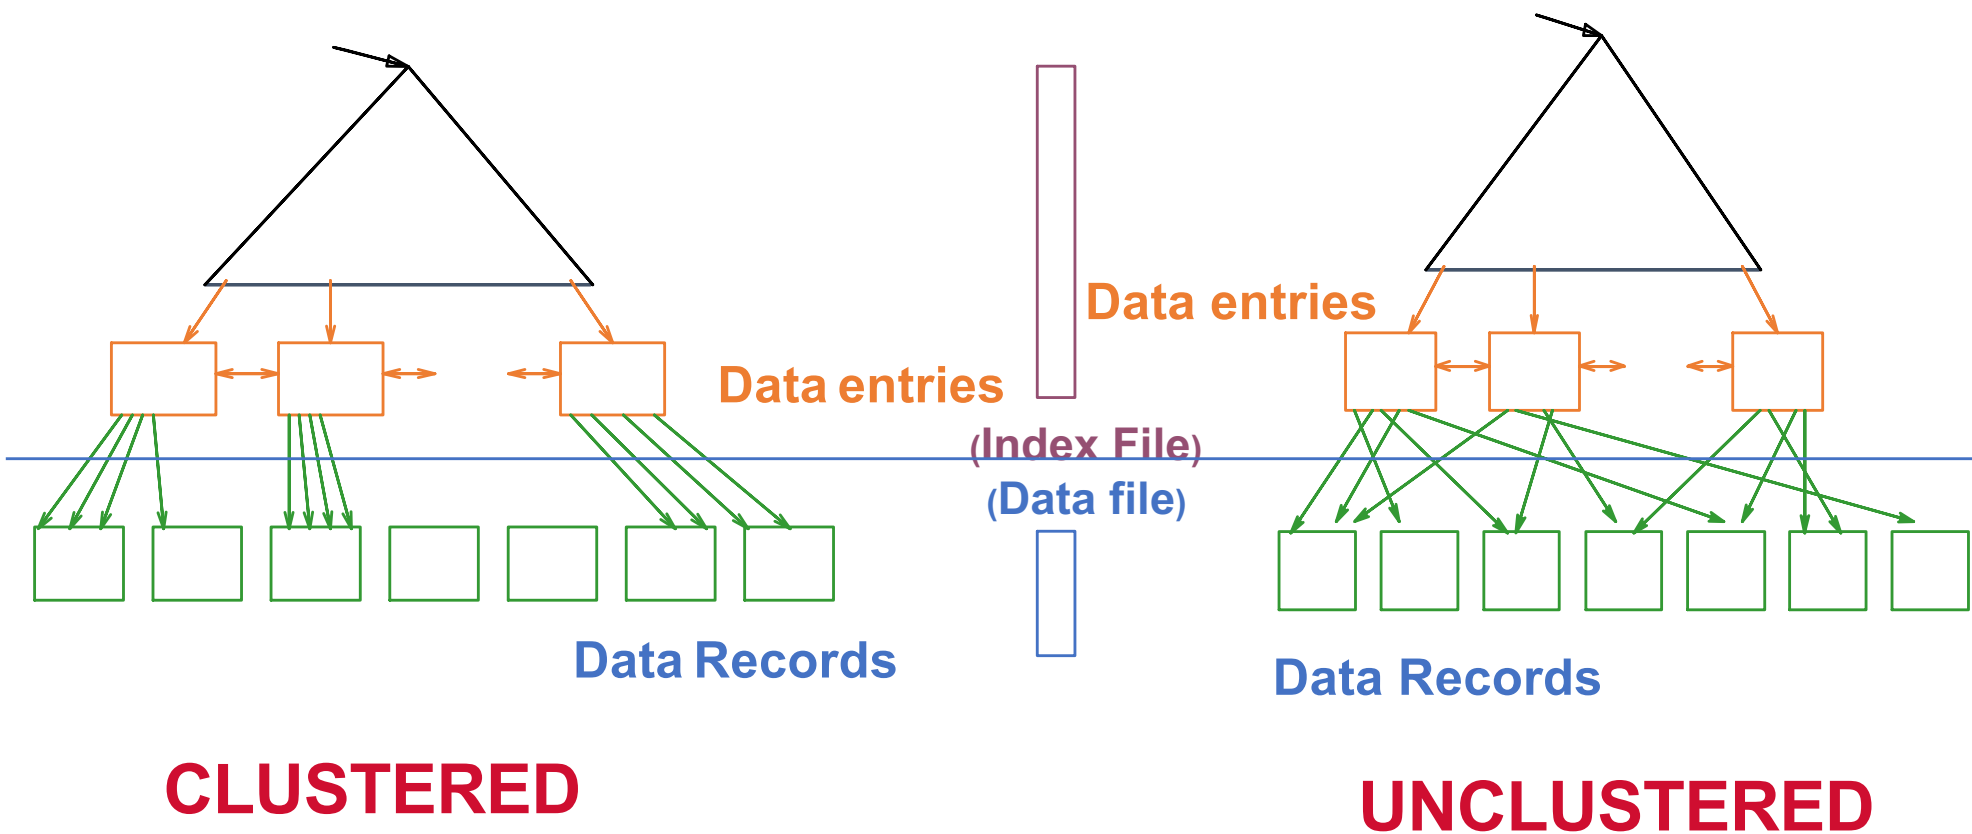 Data entries
Data entries
(Index File)
(Data file)
Data Records
Data Records
CLUSTERED
UNCLUSTERED